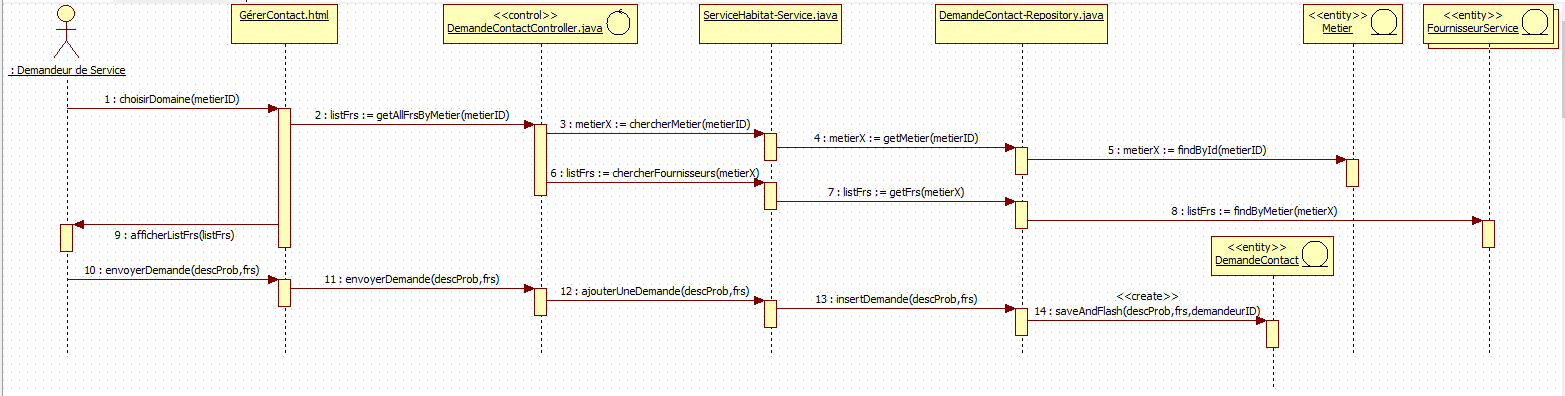 GérerContact.html
<<control>>
DemandeContactController.java
ServiceHabitat-Service.java
DemandeContact-Repository.java
<<entity>>
Metier
<<entity>>
FournisseurService
: Demandeur de Service
1 : choisirDomaine(metierID)
2 : listFrs := getAllFrsByMetier(metierID)
3 : metierX := chercherMetier(metierID)
4 : metierX := getMetier(metierID)
5 : metierX := findById(metierID)
6 : listFrs := chercherFournisseurs(metierX)
7 : listFrs := getFrs(metierX)
8 : listFrs := findByMetier(metierX)
9 : afficherListFrs(listFrs)
<<entity>>
DemandeContact
10 : envoyerDemande(descProb,frs)
11 : envoyerDemande(descProb,frs)
12 : ajouterUneDemande(descProb,frs)
13 : insertDemande(descProb,frs)
<<create>>
14 : saveAndFlash(descProb,frs,demandeurID)